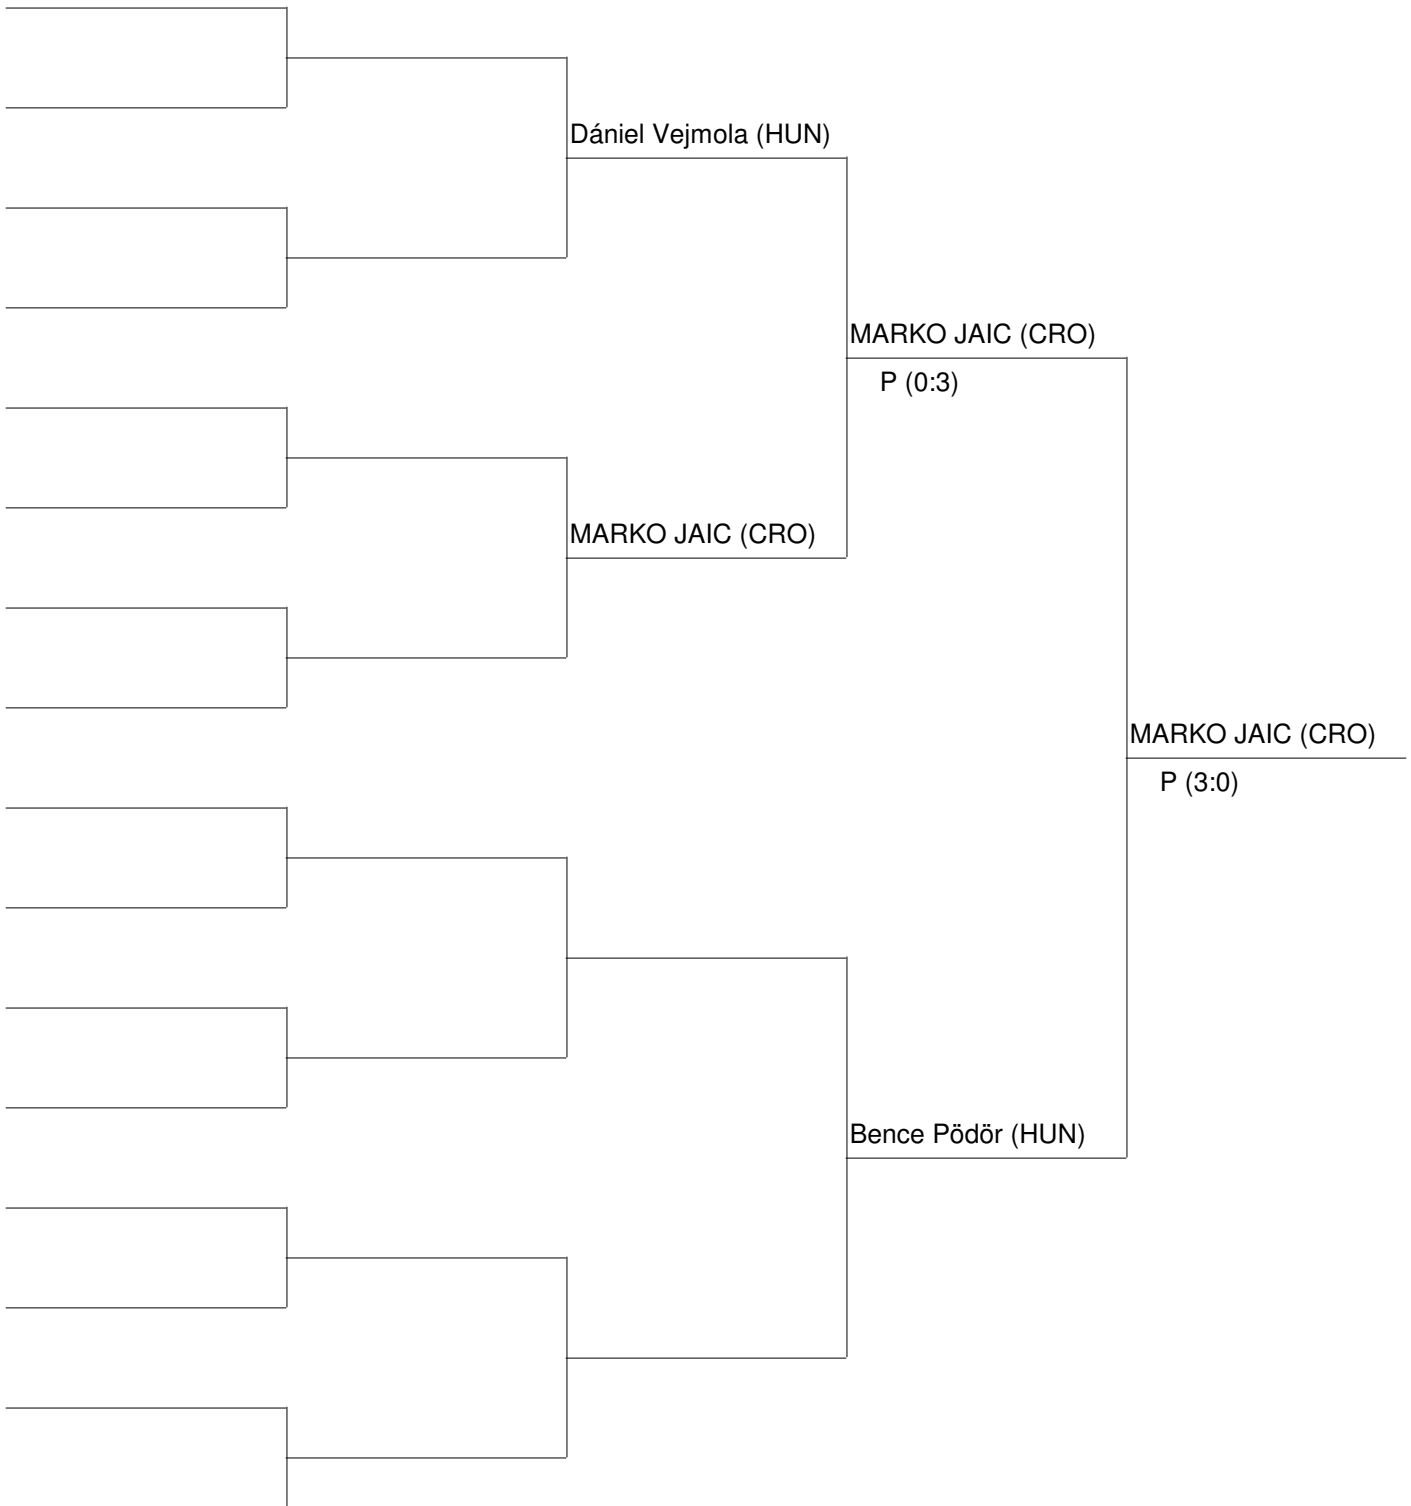 Dániel Vejmola (HUN)
MARKO JAIC (CRO)
P (0:3)
MARKO JAIC (CRO)
MARKO JAIC (CRO)
P (3:0)
Bence Pödör (HUN)